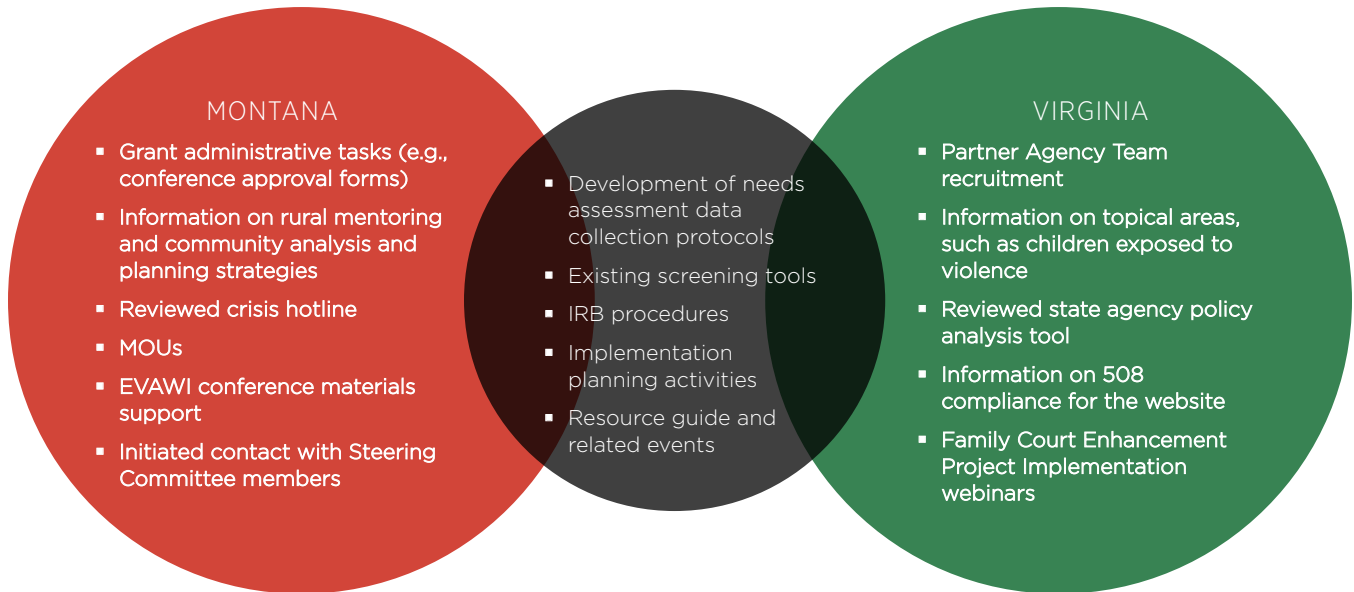 MONTANA
▪ Grant administrative tasks (e.g.,
conference approval forms)
▪ Information on rural mentoring
and community analysis and
planning strategies
▪ Reviewed crisis hotline
▪ MOUs
▪ EVAWI conference materials
support
▪ Initiated contact with Steering
Committee members
▪ Development of needs
assessment data
collection protocols
▪ Existing screening tools
▪ IRB procedures
▪ Implementation
planning activities
▪ Resource guide and
related events
VIRGINIA
▪ Partner Agency Team
recruitment
▪ Information on topical areas,
such as children exposed to
violence
▪ Reviewed state agency policy
analysis tool
▪ Information on 508
compliance for the website
▪ Family Court Enhancement
Project Implementation
webinars